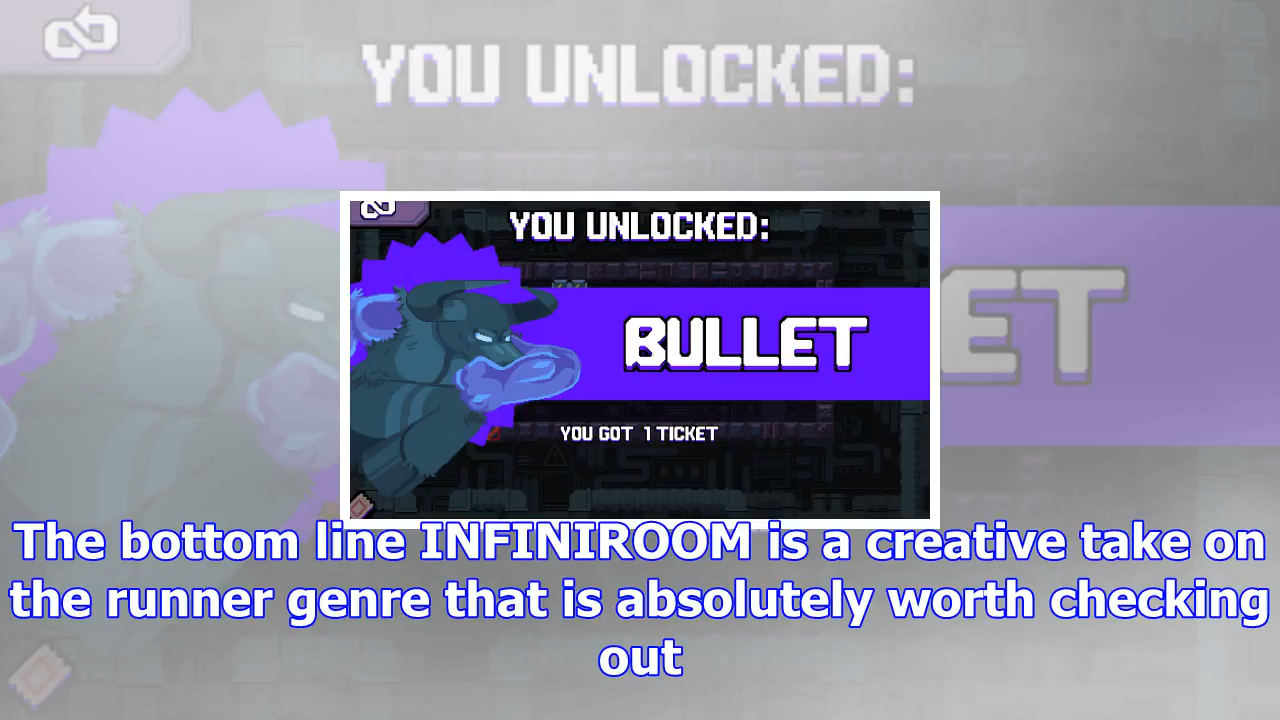 YOU UNLOCKED:
ET
YOU UNLOCKED:
BULLET
YOU GOT 1 TICKET
The bottom line INFINIROOM is a creative take on
the runner genre that is absolutely worth checking
out